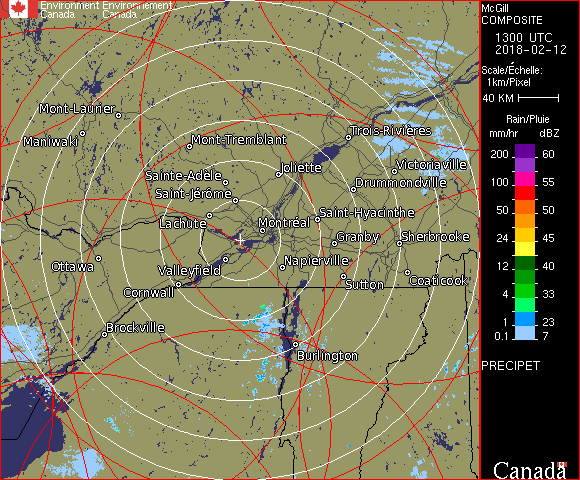 Environment Environnement
Canada Canada
McGill
COMPOSITE
1300 UTC
2018-02-12
Scale/Échelle:
1km/Pixel
40 KM
Rain/Pluie
mm/hr dBZ
200 60
100 55
50 50
24 45
12 40
4 33
1 23
0.1 7
PRECIPET
Mont-Laurier
Maniwaki
Mont-Tremblant
Trois-Rivières
Sainte-Adèle
Joliette
Victoriaville
Saint-Jérôme
Drummondville
Lachute
Montréal
Saint-Hyacinthe
Granby
Sherbrooke
Ottawa
Valleyfield
Napierville
Cornwall
Sutton
Coaticook
Brockville
Burlington
Canada